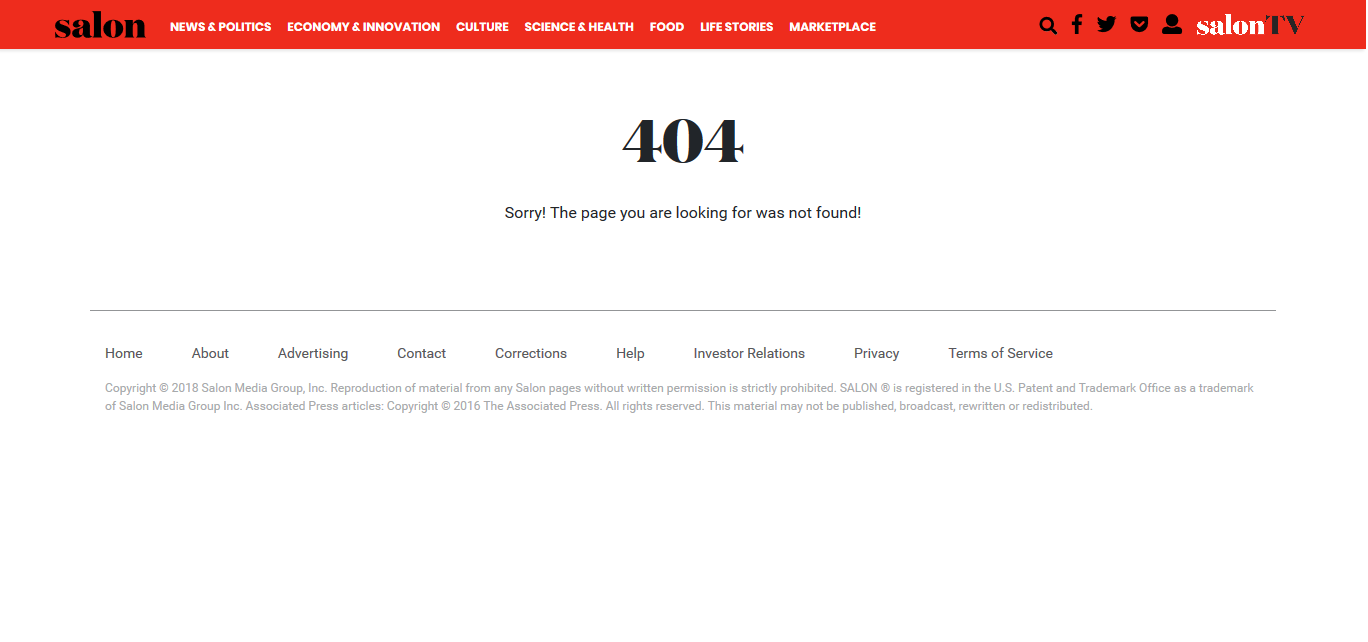 salon NEWS & POLITICS ECONOMY & INNOVATION CULTURE SCIENCE & HEALTH FOOD LIFE STORIES MARKETPLACE salonTV
404
Sorry! The page you are looking for was not found!
Home About Advertising Contact Corrections Help Investor Relations Privacy Terms of Service
Copyright © 2018 Salon Media Group, Inc. Reproduction of material from any Salon pages without written permission is strictly prohibited. SALON ® is registered in the U.S. Patent and Trademark Office as a trademark
of Salon Media Group Inc. Associated Press articles: Copyright © 2016 The Associated Press. All rights reserved. This material may not be published, broadcast, rewritten or redistributed.